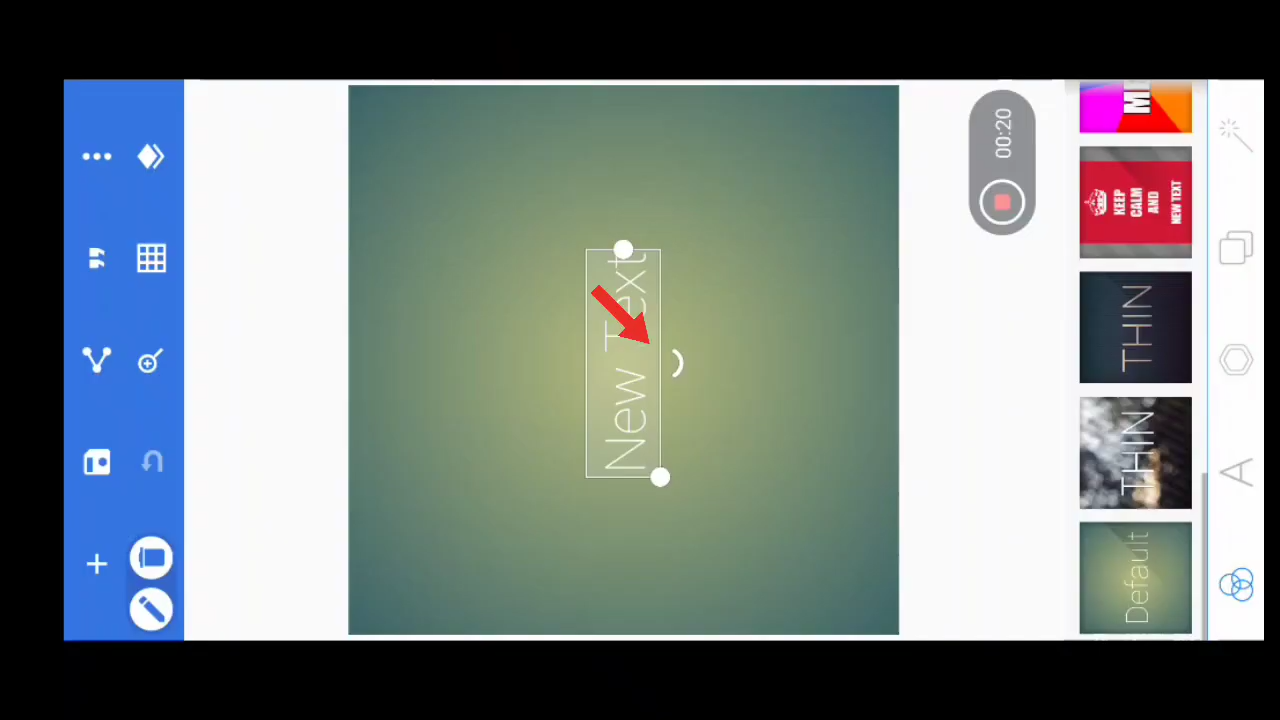 New Text
00:20
KEEP
CALM
AND
NEW TEXT
THIN
THIN
Default